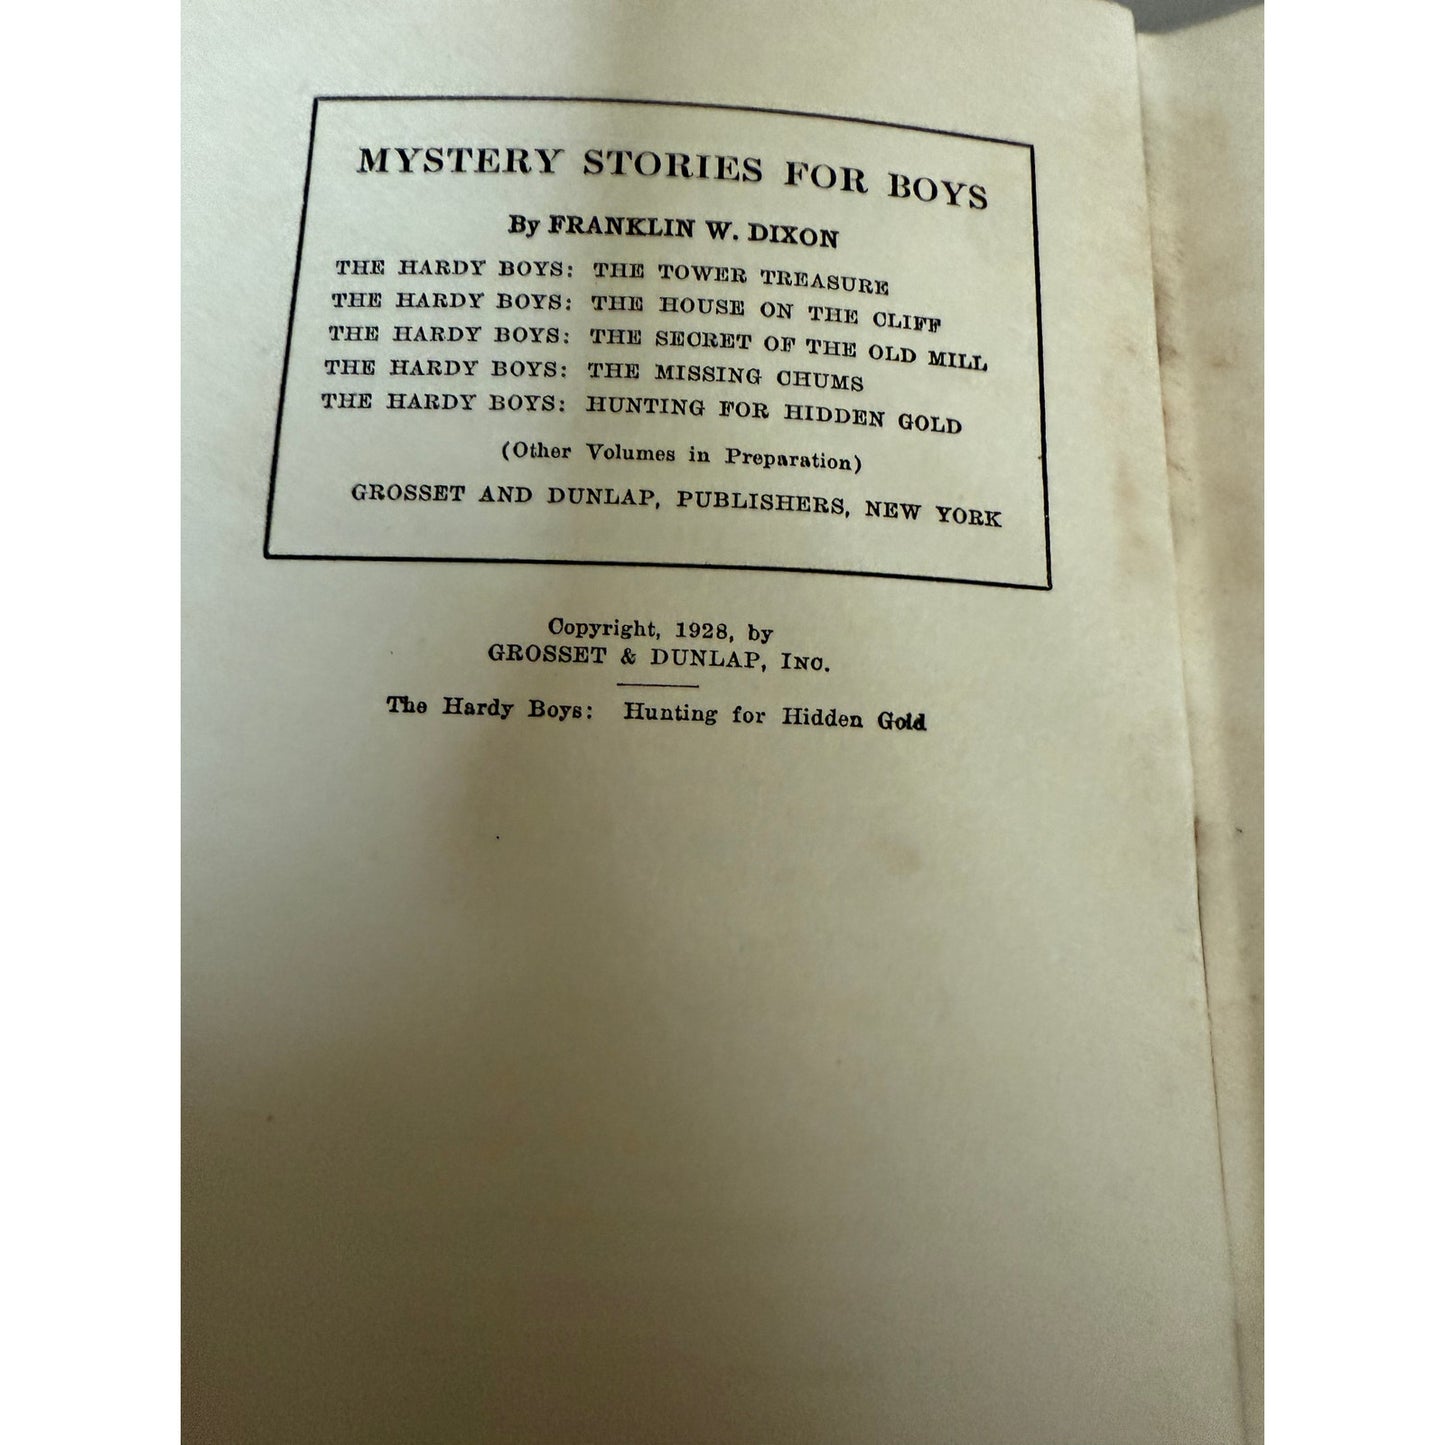 MYSTERY STORIES FOR BOYS
By FRANKLIN W. DIXON
THE HARDY BOYS: THE TOWER TREASURE
THE HARDY BOYS: THE HOUSE ON THE CLIFF
THE HARDY BOYS: THE SECRET OF THE OLD MILL
THE HARDY BOYS: THE MISSING CHUMS
THE HARDY BOYS: HUNTING FOR HIDDEN GOLD
(Other Volumes in Preparation)
GROSSET AND DUNLAP, PUBLISHERS, NEW YORK
Copyright, 1928, by
GROSSET & DUNLAP, INC.
The Hardy Boys: Hunting for Hidden Gold